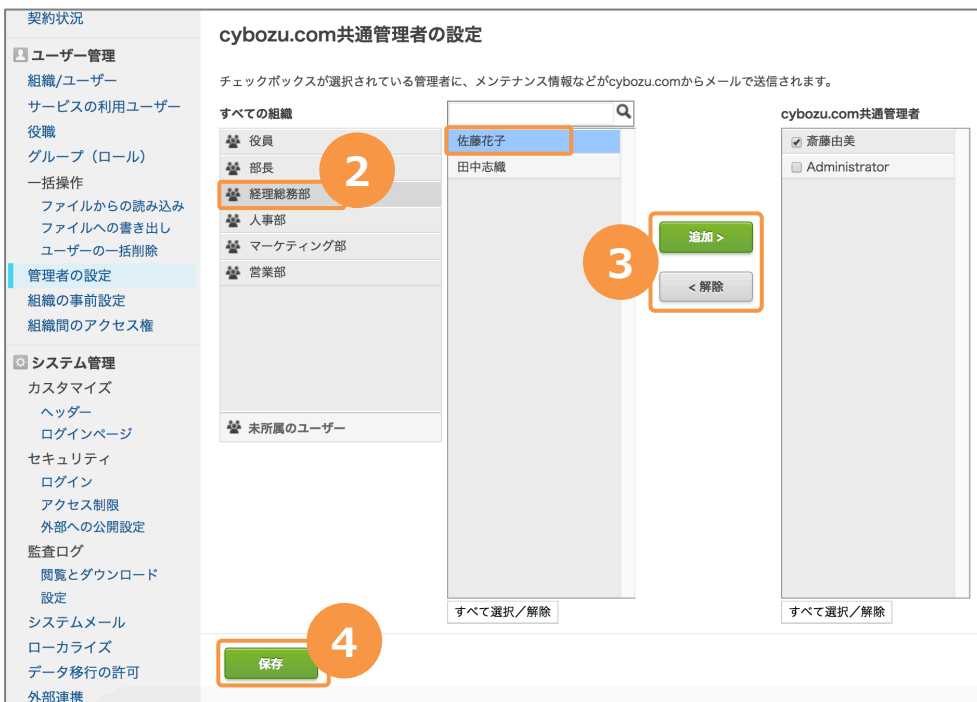 契約状況
ユーザー管理
組織/ユーザー
サービスの利用ユーザー
役職
グループ（ロール）
一括操作
ファイルからの読み込み
ファイルへの書き出し
ユーザーの一括削除
管理者の設定
組織の事前設定
組織間のアクセス権
システム管理
カスタマイズ
ヘッダー
ログインページ
セキュリティ
ログイン
アクセス制限
外部への公開設定
監査ログ
閲覧とダウンロード
設定
システムメール
ローカライズ
データ移行の許可
外部連携
cybozu.com共通管理者の設定
チェックボックスが選択されている管理者に、メンテナンス情報などがcybozu.comからメールで送信されます。
すべての組織
役員
部長
経理総務部
人事部
マーケティング部
営業部
未所属のユーザー
2
佐藤花子
田中志織
すべて選択／解除
3
追加 >
< 解除
cybozu.com共通管理者
斎藤由美
Administrator
すべて選択／解除
4
保存